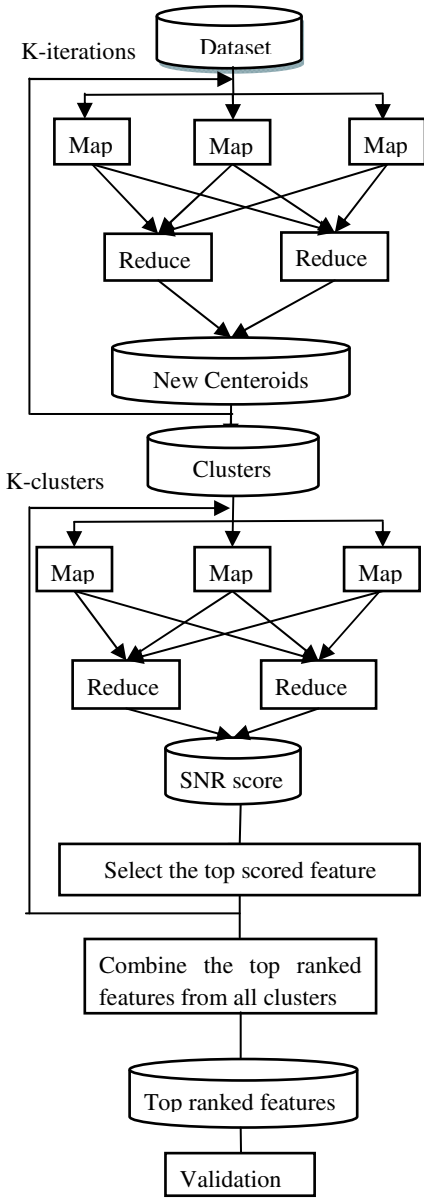 K-iterations
Dataset
Map
Map
Map
Reduce
Reduce
New Centeroids
Clusters
K-clusters
Map
Map
Map
Reduce
Reduce
SNR score
Select the top scored feature
Combine the top ranked
features from all clusters
Top ranked features
Validation